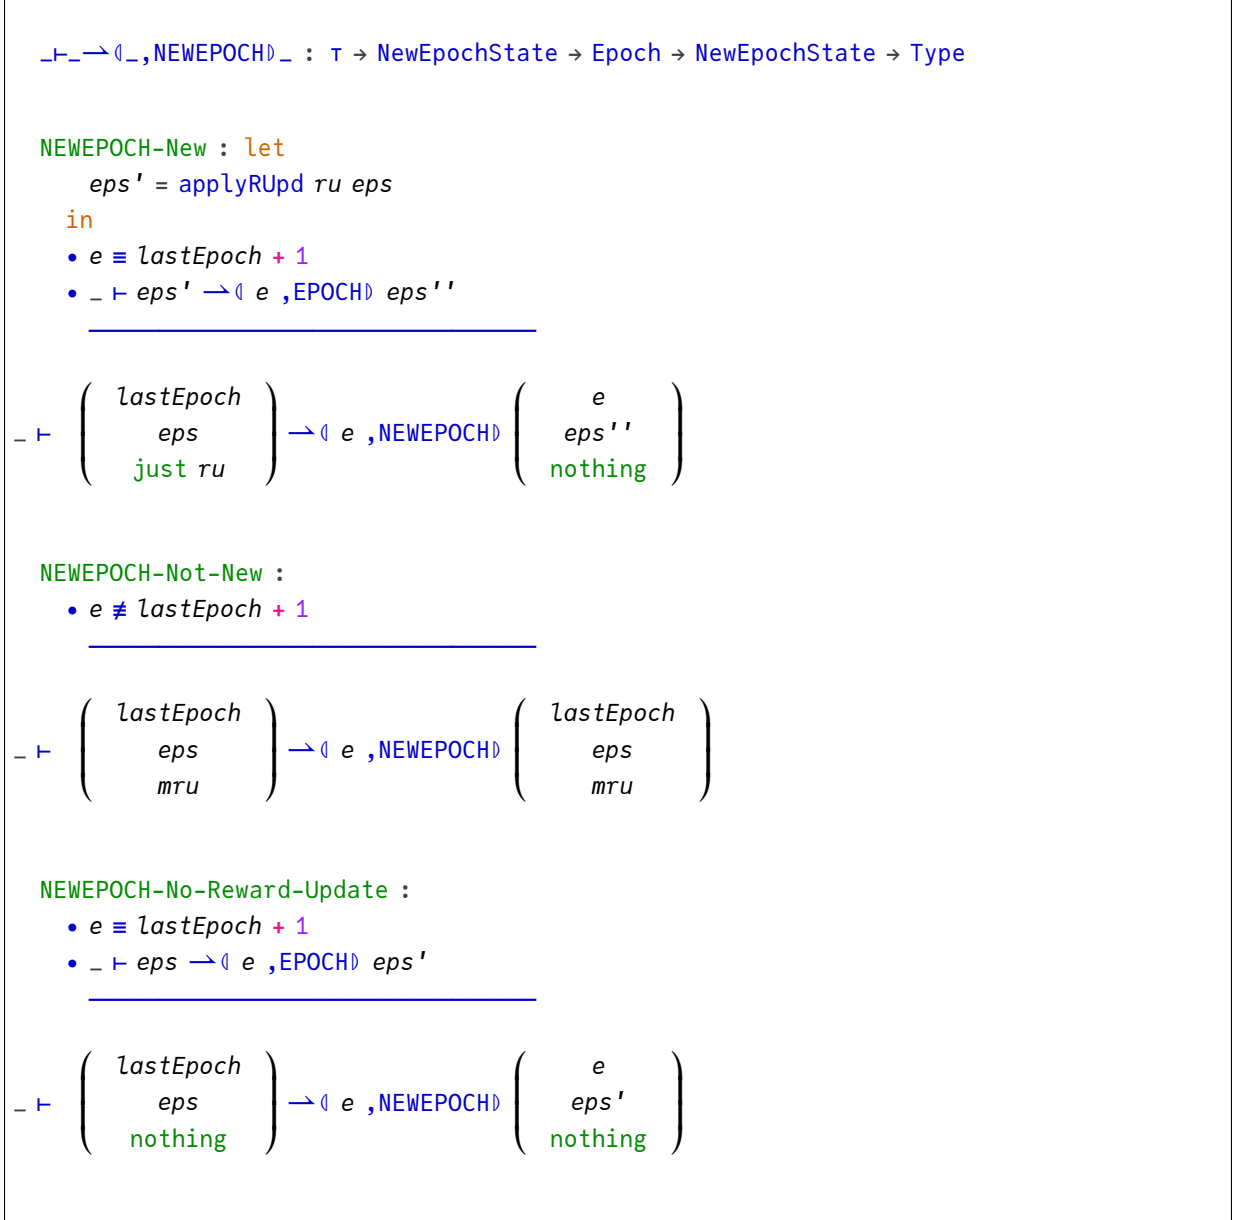 _⊢_⇀⦇_,NEWEPOCH⦈_ : ⊤ → NewEpochState → Epoch → NewEpochState → Type
NEWEPOCH-New : let
eps' = applyRUpd ru eps
in
∙ e ≡ lastEpoch + 1
∙ _ ⊢ eps' ⇀⦇ e ,EPOCH⦈ eps''
────────────────────────────────
lastEpoch e
_ ⊢ ( eps ) ⇀⦇ e ,NEWEPOCH⦈ ( eps'' )
just ru nothing
NEWEPOCH-Not-New :
∙ e ≢ lastEpoch + 1
────────────────────────────────
lastEpoch lastEpoch
_ ⊢ ( eps ) ⇀⦇ e ,NEWEPOCH⦈ ( eps )
mru mru
NEWEPOCH-No-Reward-Update :
∙ e ≡ lastEpoch + 1
∙ _ ⊢ eps ⇀⦇ e ,EPOCH⦈ eps'
────────────────────────────────
lastEpoch e
_ ⊢ ( eps ) ⇀⦇ e ,NEWEPOCH⦈ ( eps' )
nothing nothing